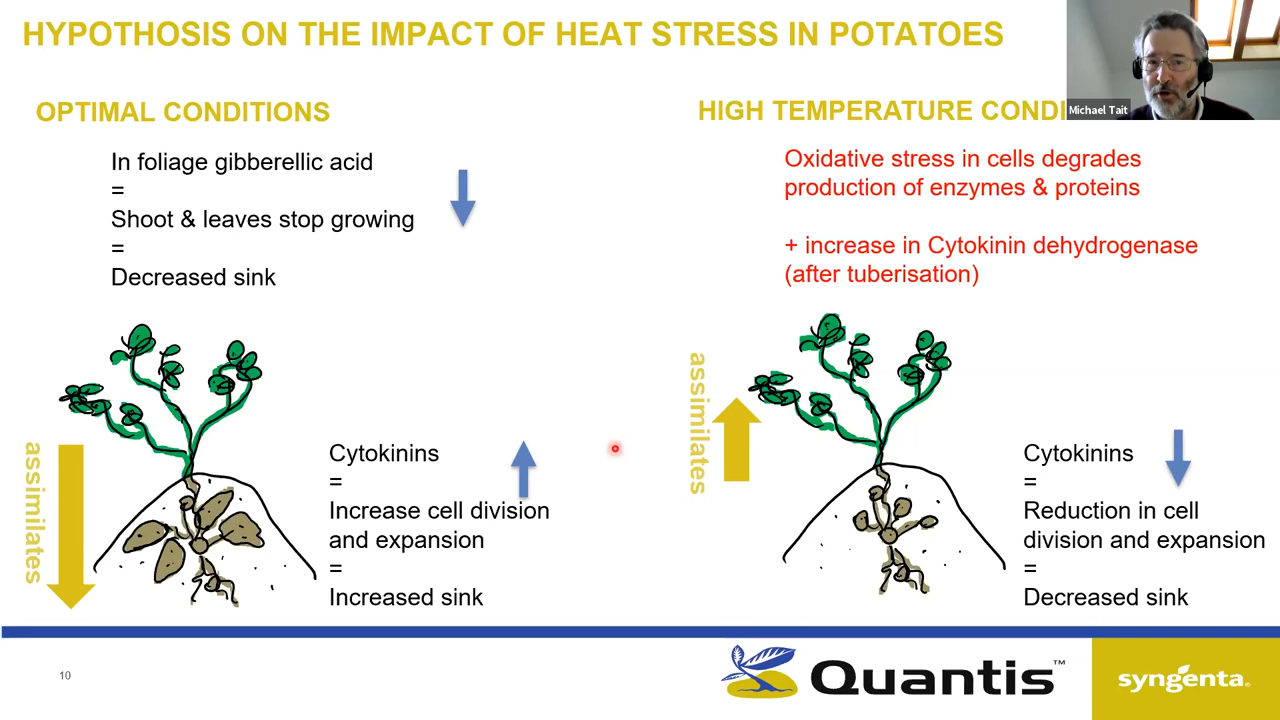 HYPOTHOSIS ON THE IMPACT OF HEAT STRESS IN POTATOES
Michael Tait
OPTIMAL CONDITIONS
In foliage gibberellic acid
=
Shoot & leaves stop growing
=
Decreased sink
assimilates
Cytokinins
=
Increase cell division
and expansion
=
Increased sink
HIGH TEMPERATURE CONDI
Oxidative stress in cells degrades
production of enzymes & proteins
+ increase in Cytokinin dehydrogenase
(after tuberisation)
assimilates
Cytokinins
=
Reduction in cell
division and expansion
=
Decreased sink
10
Quantis™
syngenta®